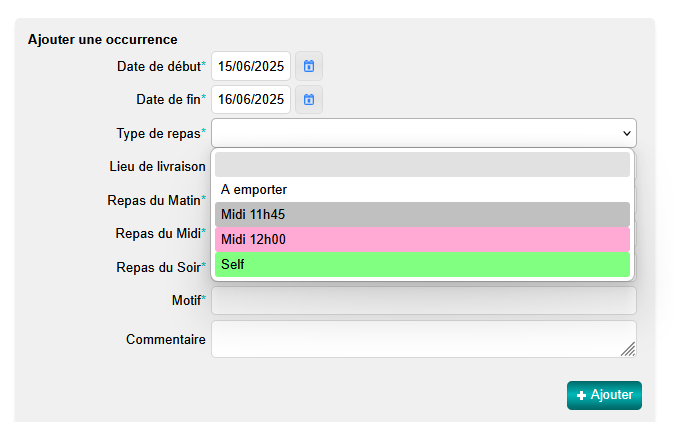 Ajouter une occurrence
Date de début* 15/06/2025
Date de fin* 16/06/2025
Type de repas*
Lieu de livraison
A emporter
Repas du Matin*
Midi 11h45
Repas du Midi* Midi 12h00
Repas du Soir* Self
Motif*
Commentaire
+ Ajouter